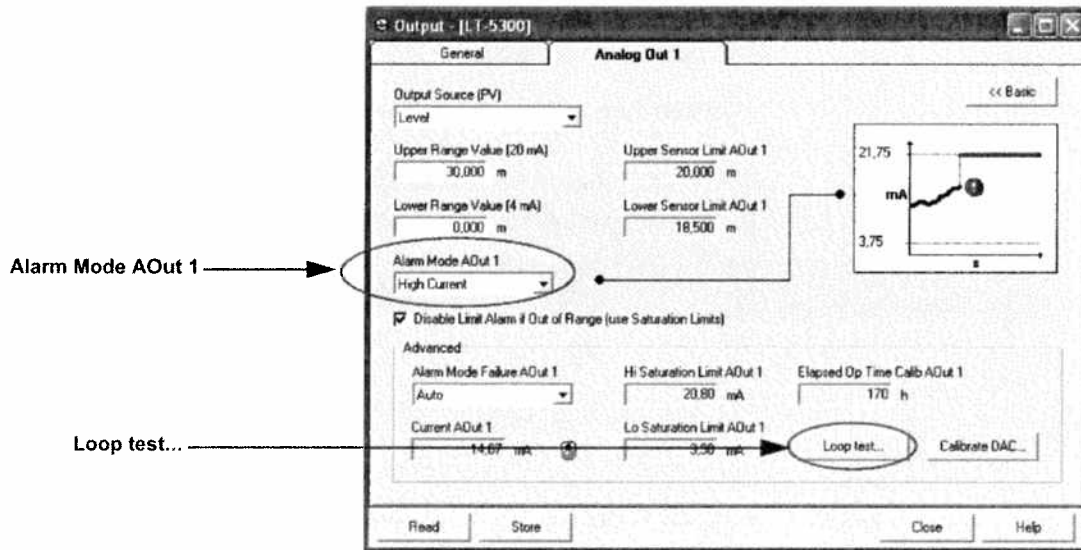 Output - [LT-5300]
General
Analog Out 1
Output Source (PV)
<< Basic
Level
Upper Range Value (20 mA)
Upper Sensor Limit AOut 1
30,000 m
20,000 m
Lower Range Value (4 mA)
Lower Sensor Limit AOut 1
0,000 m
18,500 m
21,75
mA
3,75
s
Alarm Mode AOut 1
Alarm Mode AOut 1
High Current
Disable Limit Alarm if Out of Range (use Saturation Limits)
Advanced
Alarm Mode Failure AOut 1
Hi Saturation Limit AOut 1
Elapsed Op Time Calib AOut 1
Auto
20,80 mA
170 h
Current AOut 1
Lo Saturation Limit AOut 1
Loop test...
14,67 mA
3,50 mA
Loop test...
Calibrate DAC...
Read
Store
Close
Help